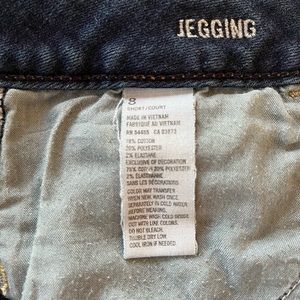 JEGGING
8
SHORT/COURT
MADE IN VIETNAM
FABRIQUÉ AU VIETNAM
RN 54485 CA 03873
78% COTTON
20% POLYESTER
2% ELASTANE
EXCLUSIVE OF DECORATION
78% COTON 20% POLYESTER
2% ÉLASTHANNE
SANS LES DÉCORATIONS
COLOR MAY TRANSFER
WHEN NEW. WASH ONCE
SEPARATELY IN COLD WATER
BEFORE WEARING.
MACHINE WASH COLD INSIDE
OUT WITH LIKE COLORS.
DO NOT BLEACH.
TUMBLE DRY LOW
COOL IRON IF NEEDED.